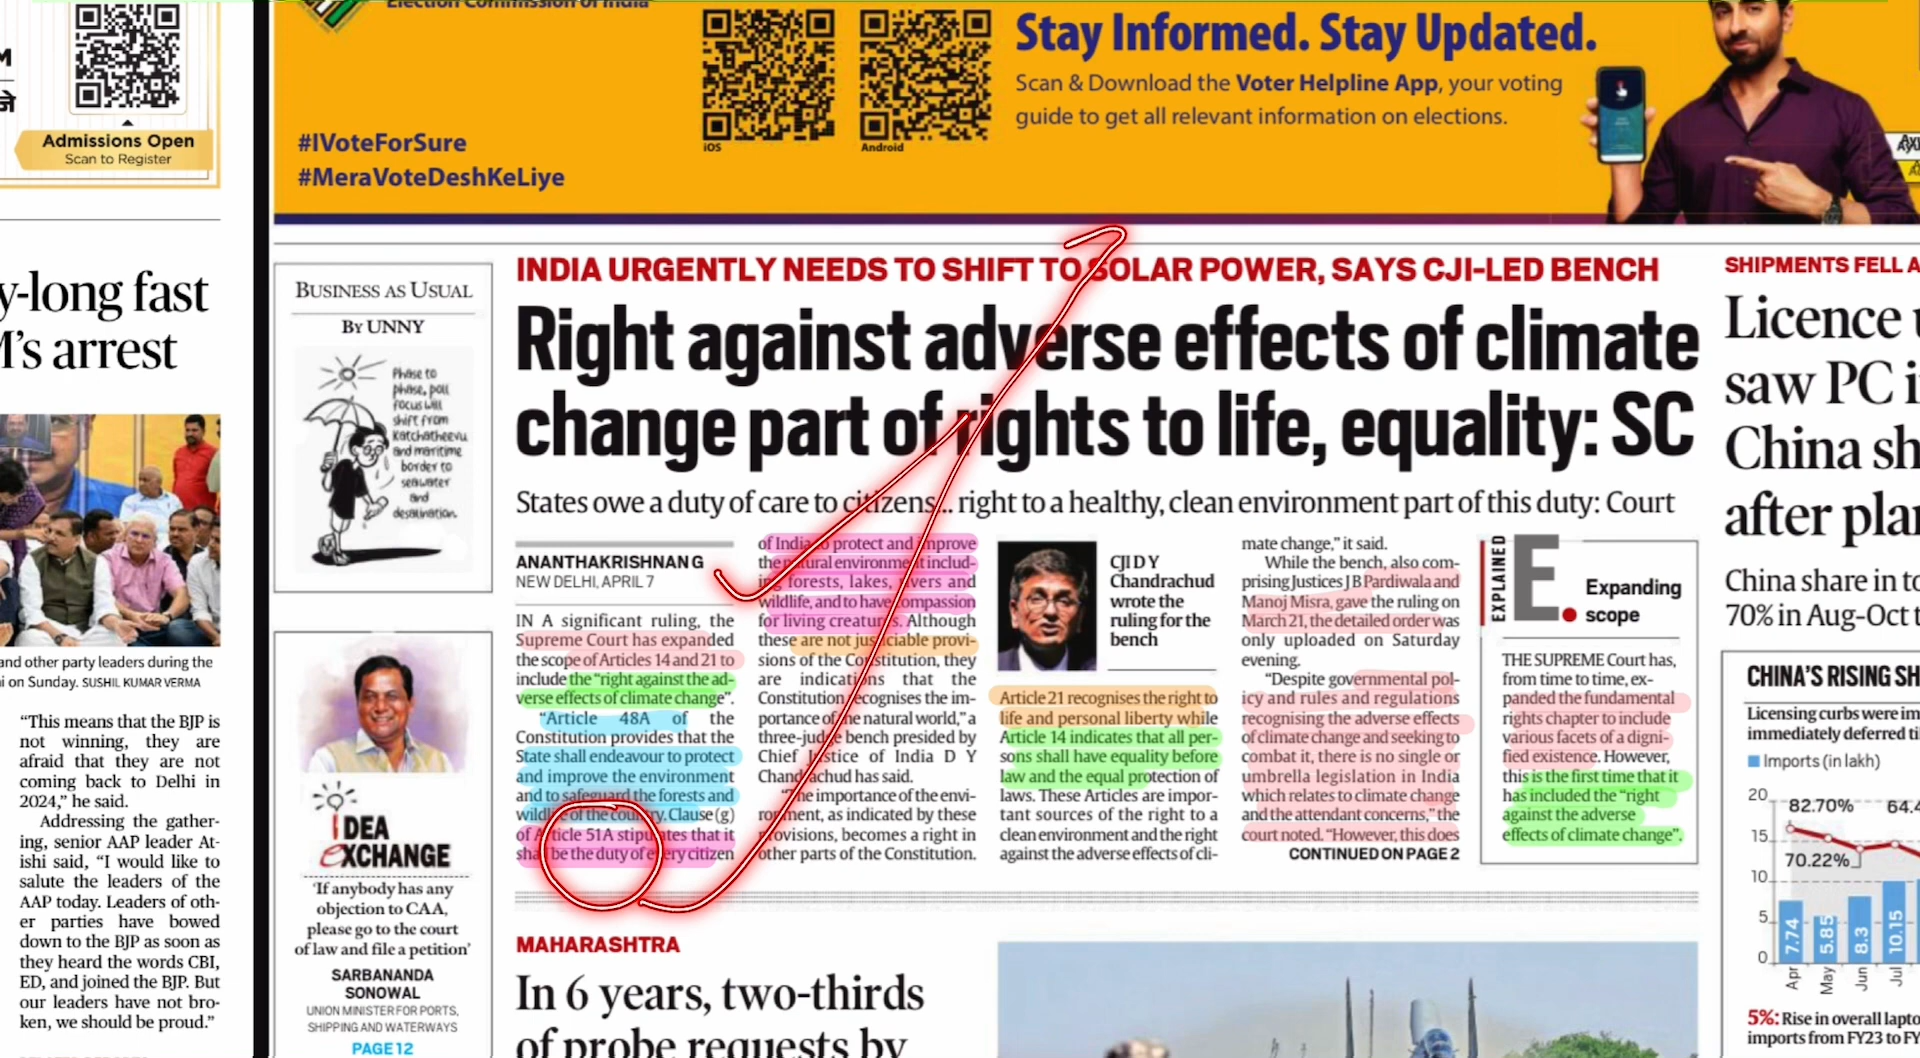 Election Commission of India
Stay Informed. Stay Updated.
Scan & Download the Voter Helpline App, your voting
guide to get all relevant information on elections.
iOS
Android
#IVoteForSure
#MeraVoteDeshKeLiye
Admissions Open
Scan to Register
y-long fast
M's arrest
and other party leaders during the
i on Sunday. SUSHIL KUMAR VERMA
"This means that the BJP is
not winning, they are
afraid that they are not
coming back to Delhi in
2024," he said.
Addressing the gather-
ing, senior AAP leader At-
ishi said, "I would like to
salute the leaders of the
AAP today. Leaders of oth-
er parties have bowed
down to the BJP as soon as
they heard the words CBI,
ED, and joined the BJP. But
our leaders have not bro-
ken, we should be proud."
BUSINESS AS USUAL
By UNNY
Phase to
phase, poll
focus will
shift from
Katchatheevu
and maritime
border to
seawater
and
desalination.
iDEA
eXCHANGE
'If anybody has any
objection to CAA,
please go to the court
of law and file a petition'
SARBANANDA
SONOWAL
UNION MINISTER FOR PORTS,
SHIPPING AND WATERWAYS
PAGE 12
INDIA URGENTLY NEEDS TO SHIFT TO SOLAR POWER, SAYS CJI-LED BENCH
Right against adverse effects of climate
change part of rights to life, equality: SC
States owe a duty of care to citizens... right to a healthy, clean environment part of this duty: Court
ANANTHAKRISHNAN G
NEW DELHI, APRIL 7
IN A significant ruling, the
Supreme Court has expanded
the scope of Articles 14 and 21 to
include the "right against the ad-
verse effects of climate change".
"Article 48A of the
Constitution provides that the
State shall endeavour to protect
and improve the environment
and to safeguard the forests and
wildlife of the country. Clause (g)
of Article 51A stipulates that it
shall be the duty of every citizen
of India to protect and improve
the natural environment includ-
ing forests, lakes, rivers and
wildlife, and to have compassion
for living creatures. Although
these are not justiciable provi-
sions of the Constitution, they
are indications that the
Constitution recognises the im-
portance of the natural world," a
three-judge bench presided by
Chief Justice of India D Y
Chandrachud has said.
"The importance of the envi-
ronment, as indicated by these
provisions, becomes a right in
other parts of the Constitution.
CJI D Y
Chandrachud
wrote the
ruling for the
bench
Article 21 recognises the right to
life and personal liberty while
Article 14 indicates that all per-
sons shall have equality before
law and the equal protection of
laws. These Articles are impor-
tant sources of the right to a
clean environment and the right
against the adverse effects of cli-
mate change," it said.
While the bench, also com-
prising Justices J B Pardiwala and
Manoj Misra, gave the ruling on
March 21, the detailed order was
only uploaded on Saturday
evening.
"Despite governmental pol-
icy and rules and regulations
recognising the adverse effects
of climate change and seeking to
combat it, there is no single or
umbrella legislation in India
which relates to climate change
and the attendant concerns," the
court noted. "However, this does
CONTINUED ON PAGE 2
EXPLAINED
E.
Expanding
scope
THE SUPREME Court has,
from time to time, ex-
panded the fundamental
rights chapter to include
various facets of a digni-
fied existence. However,
this is the first time that it
has included the "right
against the adverse
effects of climate change".
MAHARASHTRA
In 6 years, two-thirds
of probe requests by
SHIPMENTS FELL A
Licence
saw PC i
China sh
after plan
China share in to
70% in Aug-Oct t
CHINA'S RISING SH
Licensing curbs were im
immediately deferred ti
Imports (in lakh)
20
15
10
5
0
82.70%
64.4
70.22%
7.74
5.85
8.3
10.15
Apr
May
Jun
Jul
5%: Rise in overall lapto
imports from FY23 to FY